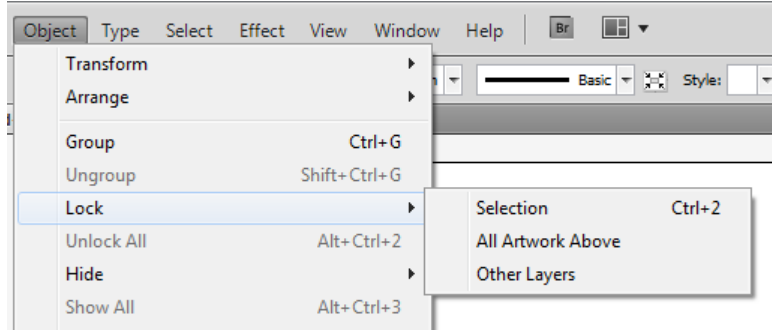 Object Type Select Effect View Window Help Br
Transform
Arrange
Basic Style:
Group Ctrl+G
Ungroup Shift+Ctrl+G
Lock
Selection Ctrl+2
Unlock All Alt+Ctrl+2
All Artwork Above
Hide
Other Layers
Show All Alt+Ctrl+3